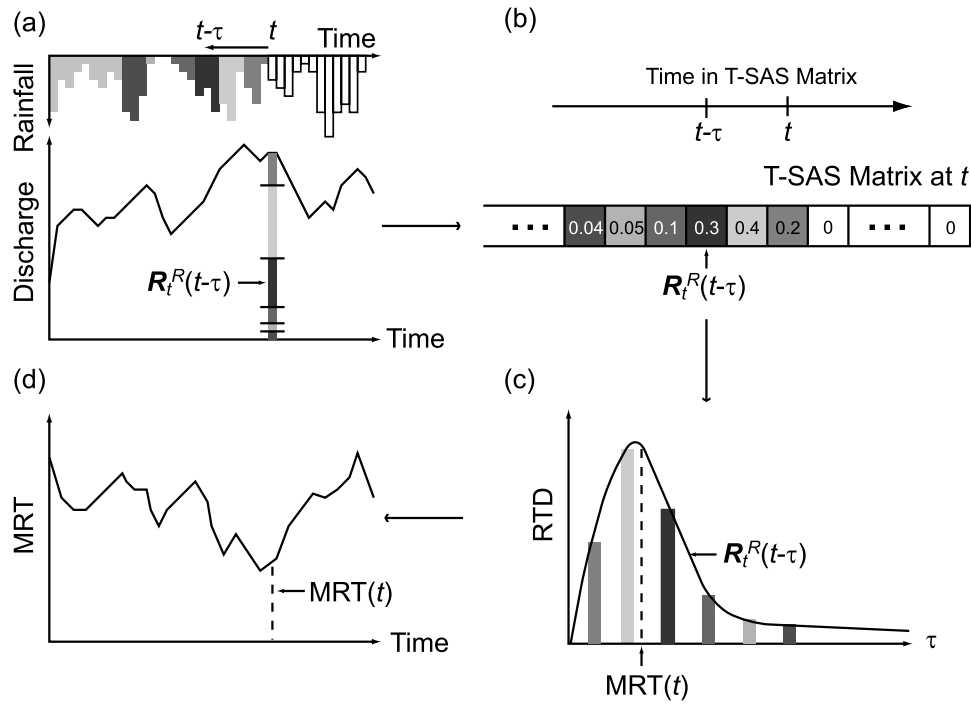 (a)
t-τ
t
Time
Rainfall
Discharge
R_t^R(t-τ)
Time
(b)
Time in T-SAS Matrix
t-τ
t
T-SAS Matrix at t
... 0.04 0.05 0.1 0.3 0.4 0.2 0 ... 0
R_t^R(t-τ)
(d)
MRT
MRT(t)
Time
(c)
RTD
R_t^R(t-τ)
τ
MRT(t)